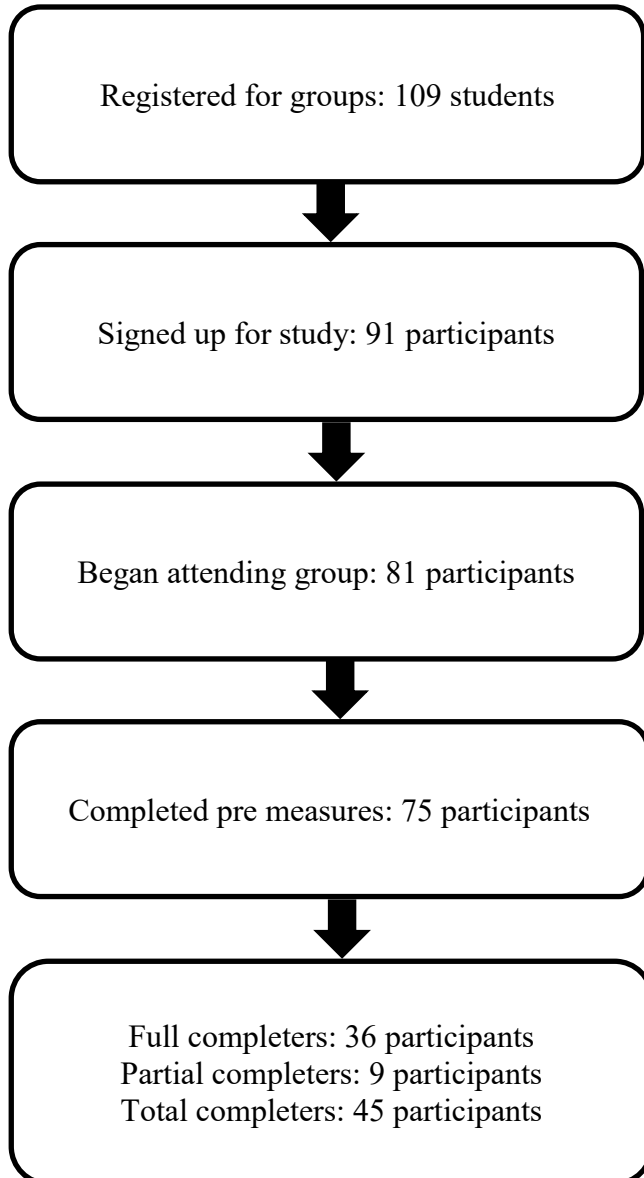 Registered for groups: 109 students
Signed up for study: 91 participants
Began attending group: 81 participants
Completed pre measures: 75 participants
Full completers: 36 participants
Partial completers: 9 participants
Total completers: 45 participants